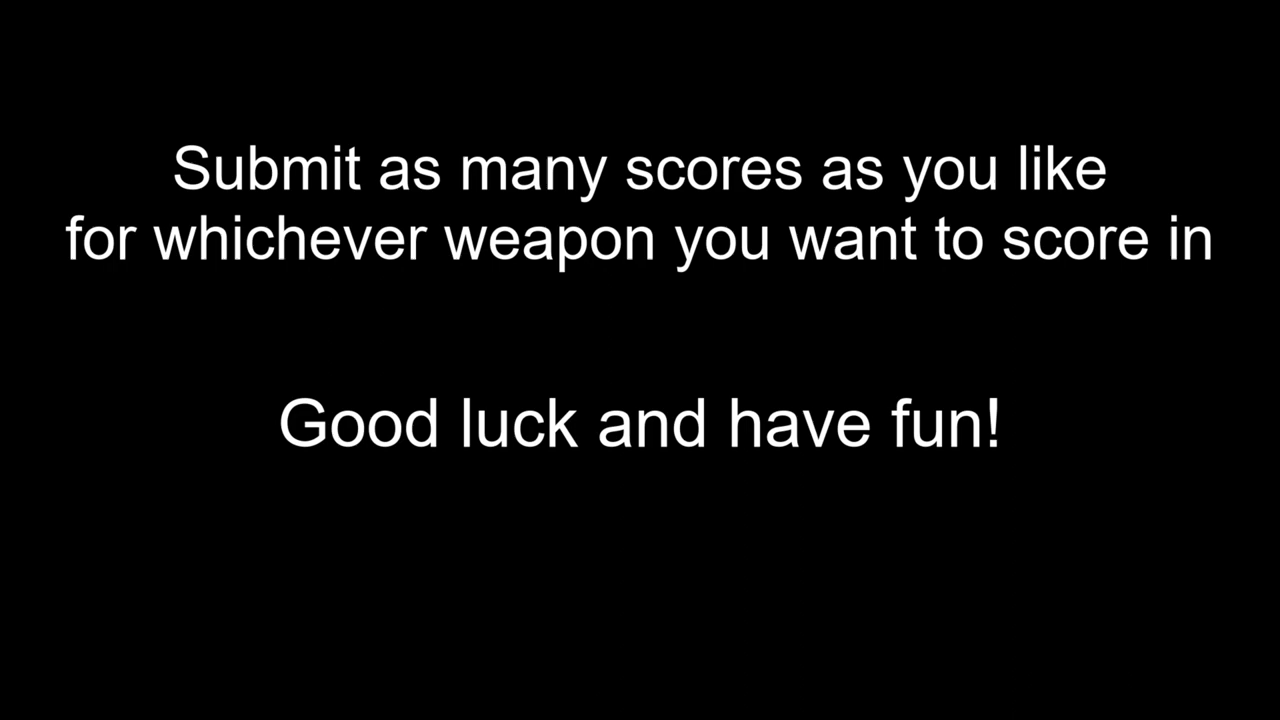 Submit as many scores as you like
for whichever weapon you want to score in
Good luck and have fun!